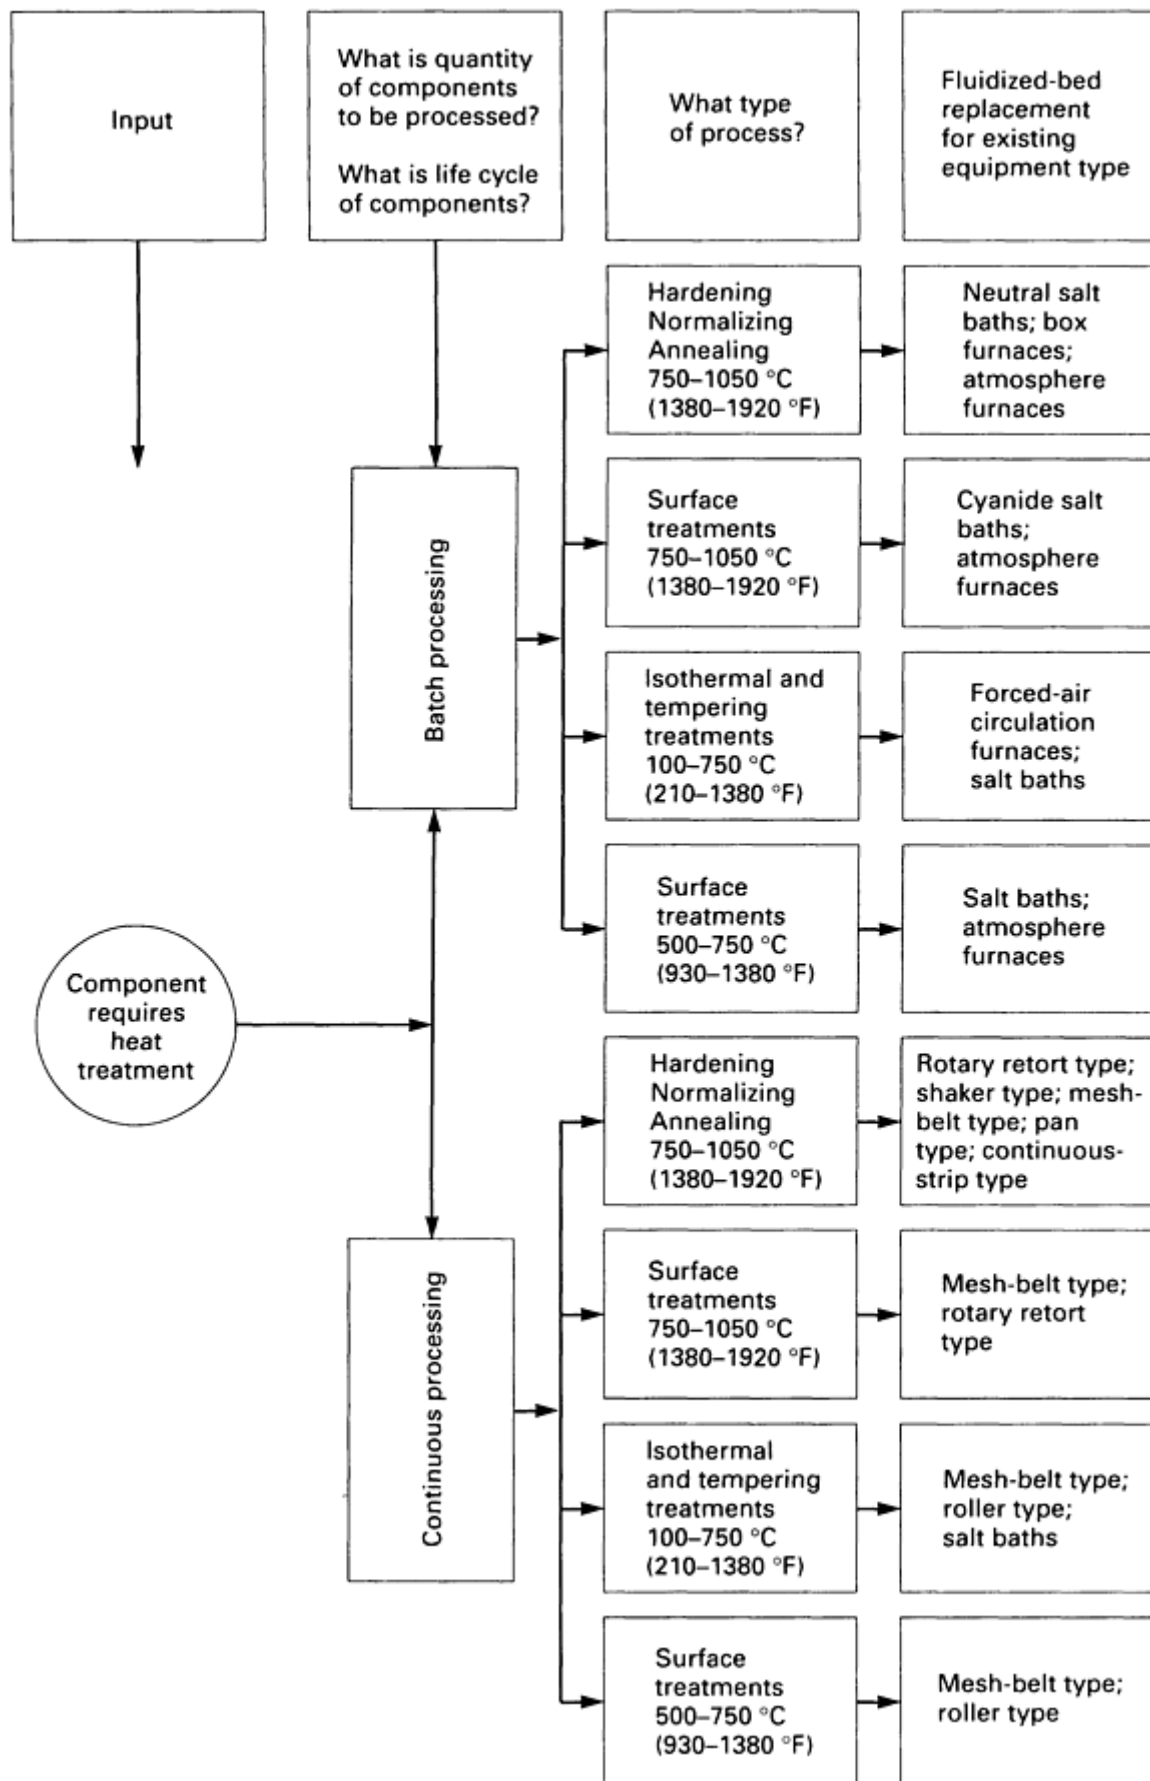 Input
What is quantity
of components
to be processed?
What is life cycle
of components?
What type
of process?
Fluidized-bed
replacement
for existing
equipment type
Hardening
Normalizing
Annealing
750–1050 °C
(1380–1920 °F)
Neutral salt
baths; box
furnaces;
atmosphere
furnaces
Surface
treatments
750–1050 °C
(1380–1920 °F)
Cyanide salt
baths;
atmosphere
furnaces
Batch processing
Isothermal and
tempering
treatments
100–750 °C
(210–1380 °F)
Forced-air
circulation
furnaces;
salt baths
Surface
treatments
500–750 °C
(930–1380 °F)
Salt baths;
atmosphere
furnaces
Component
requires
heat
treatment
Hardening
Normalizing
Annealing
750–1050 °C
(1380–1920 °F)
Rotary retort type;
shaker type; mesh-
belt type; pan
type; continuous-
strip type
Surface
treatments
750–1050 °C
(1380–1920 °F)
Mesh-belt type;
rotary retort
type
Continuous processing
Isothermal
and tempering
treatments
100–750 °C
(210–1380 °F)
Mesh-belt type;
roller type;
salt baths
Surface
treatments
500–750 °C
(930–1380 °F)
Mesh-belt type;
roller type